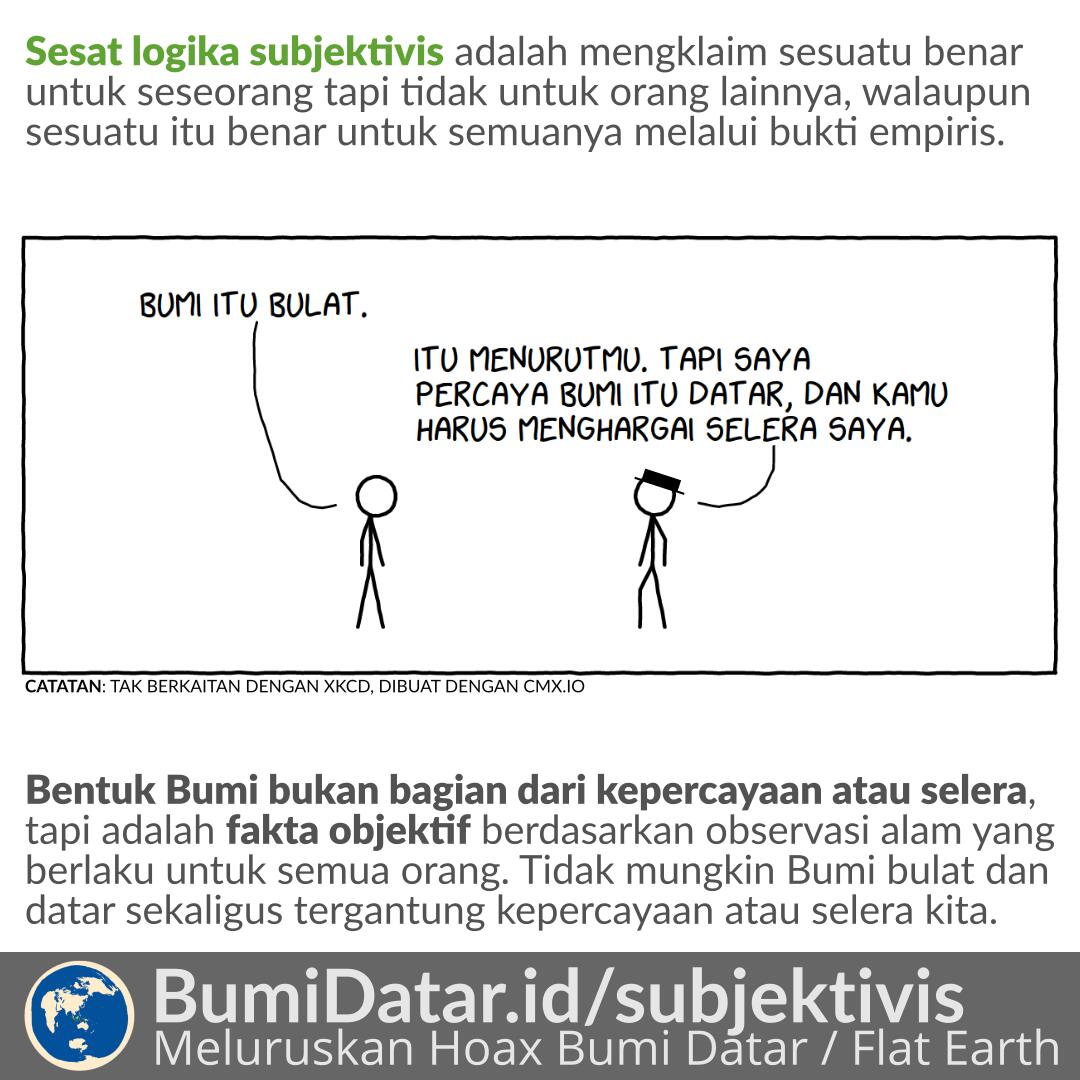 Sesat logika subjektivis adalah mengklaim sesuatu benar
untuk seseorang tapi tidak untuk orang lainnya, walaupun
sesuatu itu benar untuk semuanya melalui bukti empiris.
BUMI ITU BULAT.
ITU MENURUTMU. TAPI SAYA
PERCAYA BUMI ITU DATAR, DAN KAMU
HARUS MENGHARGAI SELERA SAYA.
CATATAN: TAK BERKAITAN DENGAN XKCD, DIBUAT DENGAN CMX.IO
Bentuk Bumi bukan bagian dari kepercayaan atau selera,
tapi adalah fakta objektif berdasarkan observasi alam yang
berlaku untuk semua orang. Tidak mungkin Bumi bulat dan
datar sekaligus tergantung kepercayaan atau selera kita.
BumiDatar.id/subjektivis
Meluruskan Hoax Bumi Datar / Flat Earth